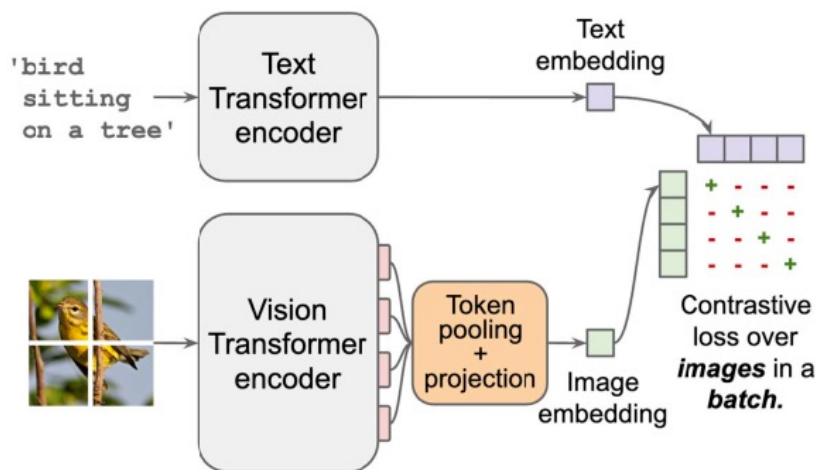 'bird
sitting
on a tree'
Text
Transformer
encoder
Text
embedding
+ - - -
- + - -
- - + -
- - - +
Vision
Transformer
encoder
Token
pooling
+
projection
Image
embedding
Contrastive
loss over
images in a
batch.